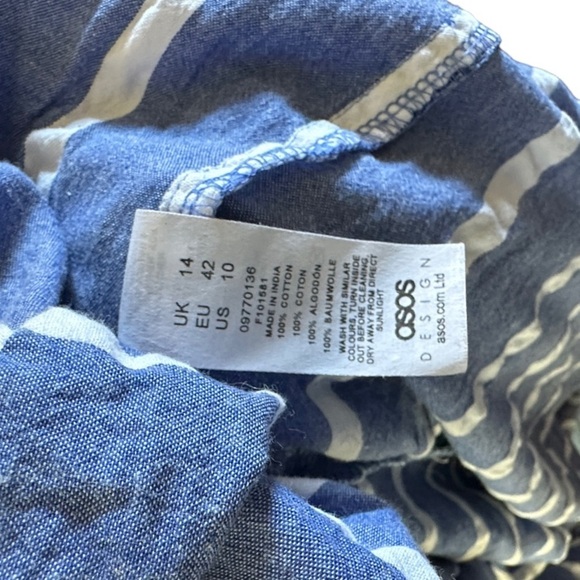 asos
DESIGN
asos.com Ltd
WASH WITH SIMILAR
COLOURS, TURN INSIDE
OUT BEFORE CLEANING,
DRY AWAY FROM DIRECT
SUNLIGHT
100% COTTON
100% COTON
100% ALGODÓN
100% BAUMWOLLE
MADE IN INDIA
F101581
09770136
UK 14
EU 42
US 10